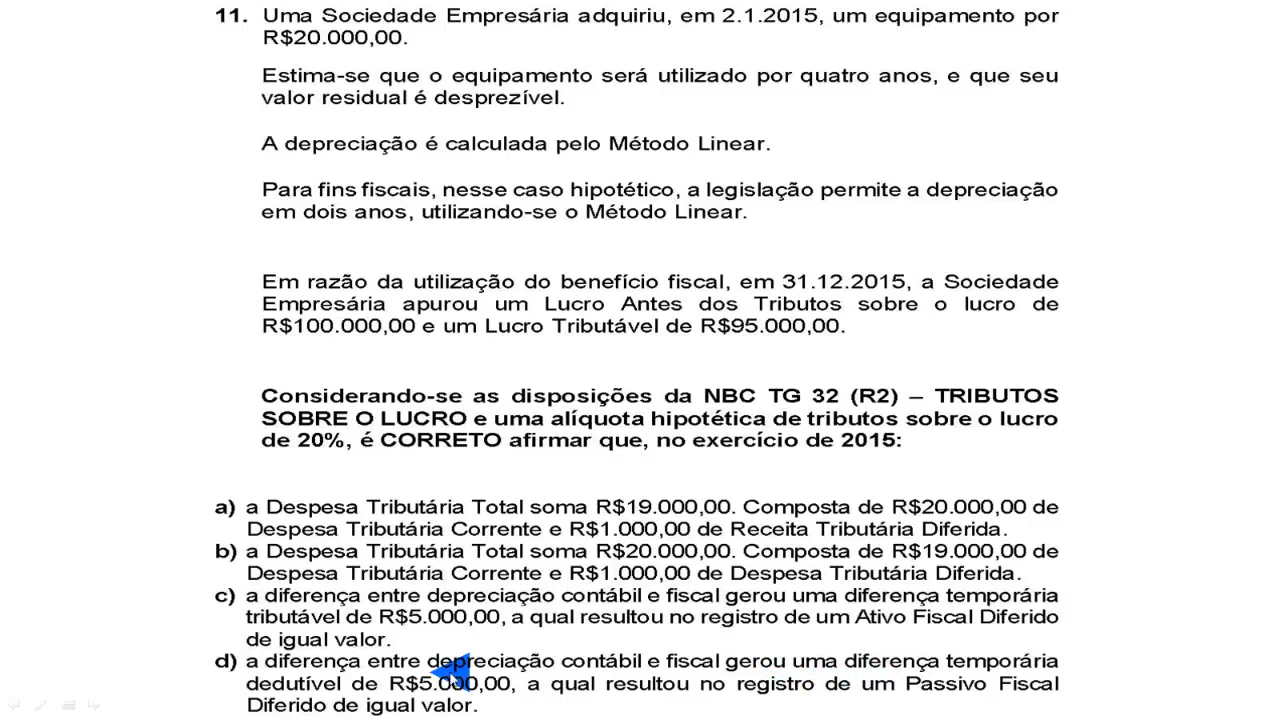 11. Uma Sociedade Empresária adquiriu, em 2.1.2015, um equipamento por
R$20.000,00.
Estima-se que o equipamento será utilizado por quatro anos, e que seu
valor residual é desprezível.
A depreciação é calculada pelo Método Linear.
Para fins fiscais, nesse caso hipotético, a legislação permite a depreciação
em dois anos, utilizando-se o Método Linear.
Em razão da utilização do benefício fiscal, em 31.12.2015, a Sociedade
Empresária apurou um Lucro Antes dos Tributos sobre o lucro de
R$100.000,00 e um Lucro Tributável de R$95.000,00.
Considerando-se as disposições da NBC TG 32 (R2) – TRIBUTOS
SOBRE O LUCRO e uma alíquota hipotética de tributos sobre o lucro
de 20%, é CORRETO afirmar que, no exercício de 2015:
a) a Despesa Tributária Total soma R$19.000,00. Composta de R$20.000,00 de
Despesa Tributária Corrente e R$1.000,00 de Receita Tributária Diferida.
b) a Despesa Tributária Total soma R$20.000,00. Composta de R$19.000,00 de
Despesa Tributária Corrente e R$1.000,00 de Despesa Tributária Diferida.
c) a diferença entre depreciação contábil e fiscal gerou uma diferença temporária
tributável de R$5.000,00, a qual resultou no registro de um Ativo Fiscal Diferido
de igual valor.
d) a diferença entre depreciação contábil e fiscal gerou uma diferença temporária
dedutível de R$5.000,00, a qual resultou no registro de um Passivo Fiscal
Diferido de igual valor.